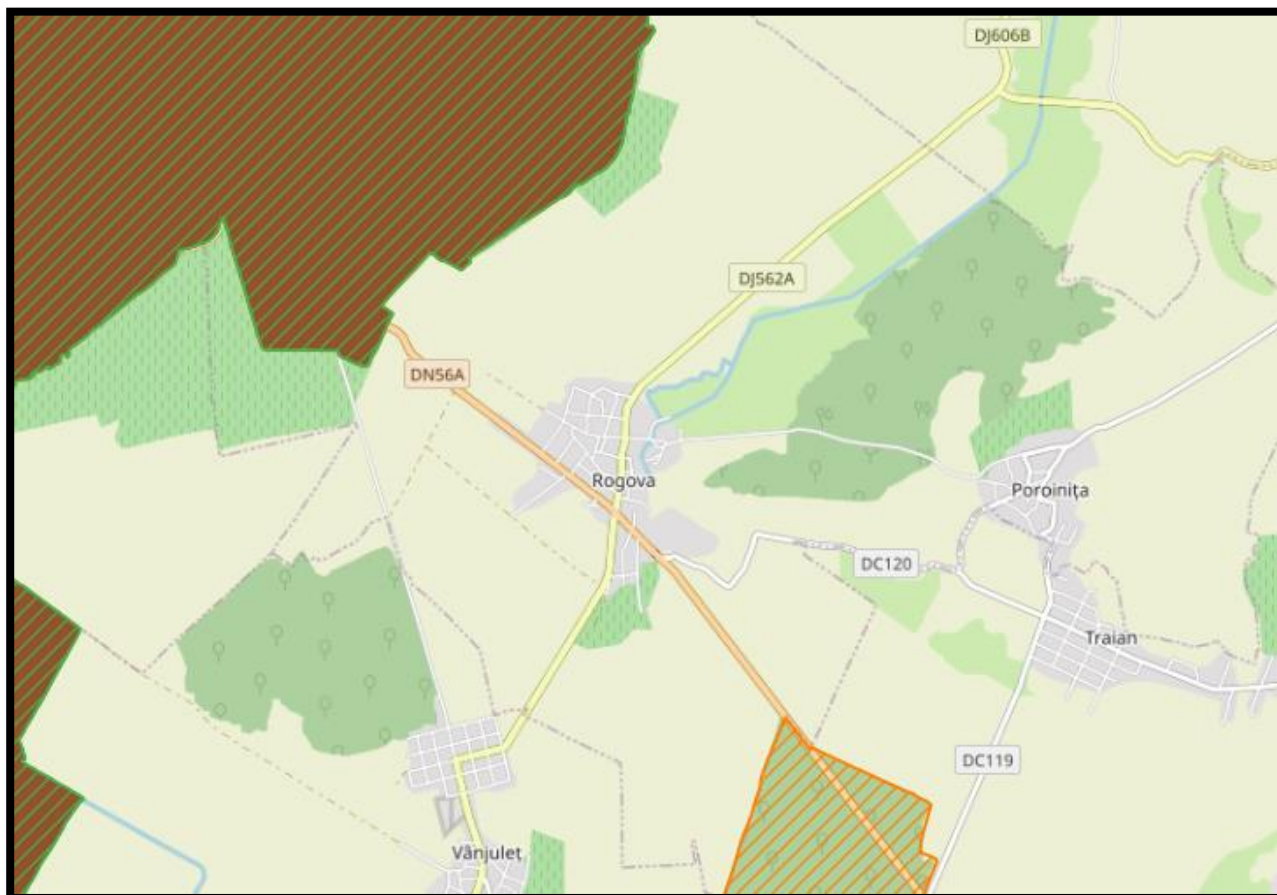 DJ606B
DJ562A
DN56A
Rogova
Poroinița
DC120
Traian
DC119
Vânjuleț